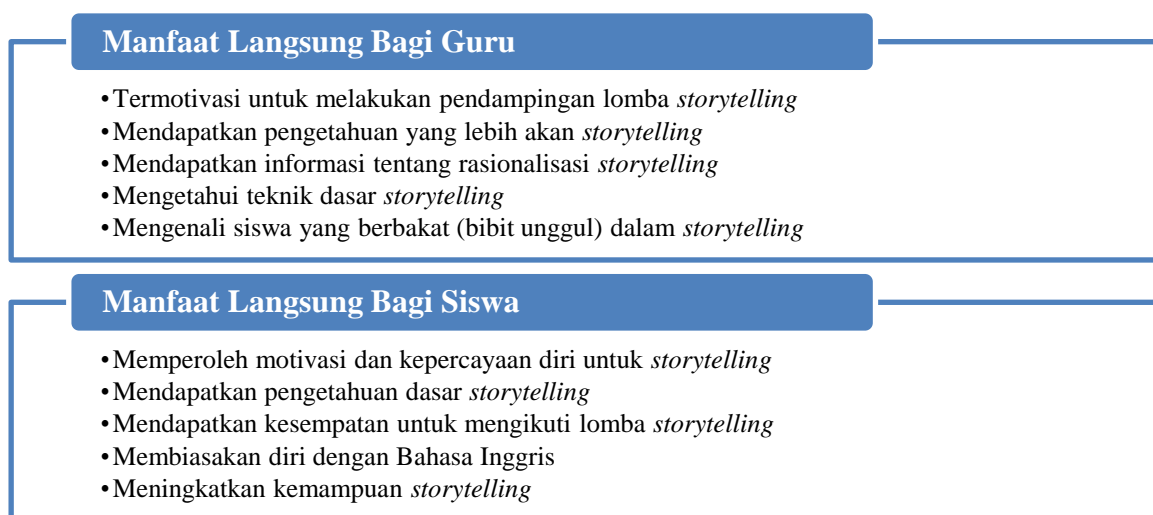 Manfaat Langsung Bagi Guru
•Termotivasi untuk melakukan pendampingan lomba storytelling
•Mendapatkan pengetahuan yang lebih akan storytelling
•Mendapatkan informasi tentang rasionalisasi storytelling
•Mengetahui teknik dasar storytelling
•Mengenali siswa yang berbakat (bibit unggul) dalam storytelling
Manfaat Langsung Bagi Siswa
•Memperoleh motivasi dan kepercayaan diri untuk storytelling
•Mendapatkan pengetahuan dasar storytelling
•Mendapatkan kesempatan untuk mengikuti lomba storytelling
•Membiasakan diri dengan Bahasa Inggris
•Meningkatkan kemampuan storytelling